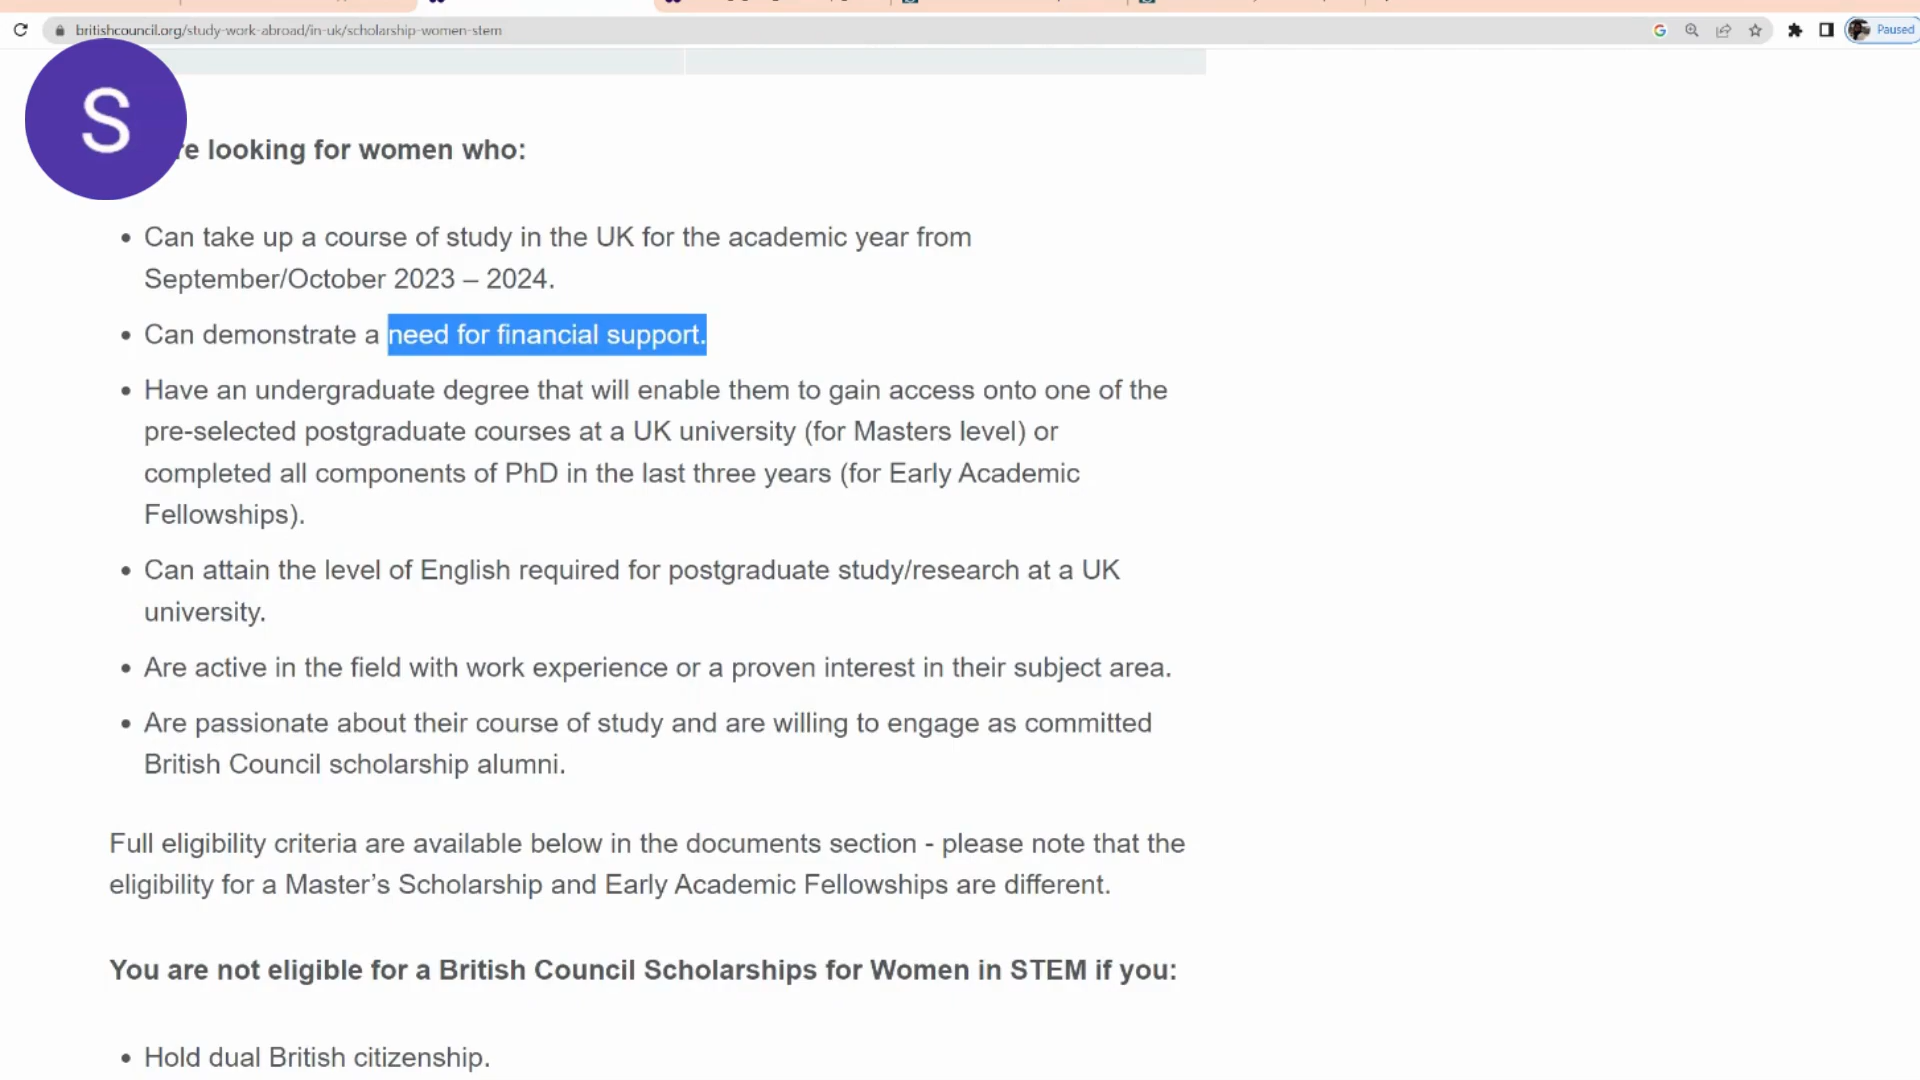 britishcouncil.org/study-work-abroad/in-uk/scholarship-women-stem
Paused
S
re looking for women who:
• Can take up a course of study in the UK for the academic year from
September/October 2023 – 2024.
• Can demonstrate a need for financial support.
• Have an undergraduate degree that will enable them to gain access onto one of the
pre-selected postgraduate courses at a UK university (for Masters level) or
completed all components of PhD in the last three years (for Early Academic
Fellowships).
• Can attain the level of English required for postgraduate study/research at a UK
university.
• Are active in the field with work experience or a proven interest in their subject area.
• Are passionate about their course of study and are willing to engage as committed
British Council scholarship alumni.
Full eligibility criteria are available below in the documents section - please note that the
eligibility for a Master’s Scholarship and Early Academic Fellowships are different.
You are not eligible for a British Council Scholarships for Women in STEM if you:
• Hold dual British citizenship.